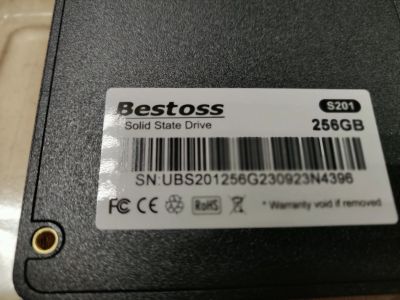 Bestoss
S201
Solid State Drive
256GB
SN:UBS201256G230923N4396
FC CE RoHS * Warranty void if removed